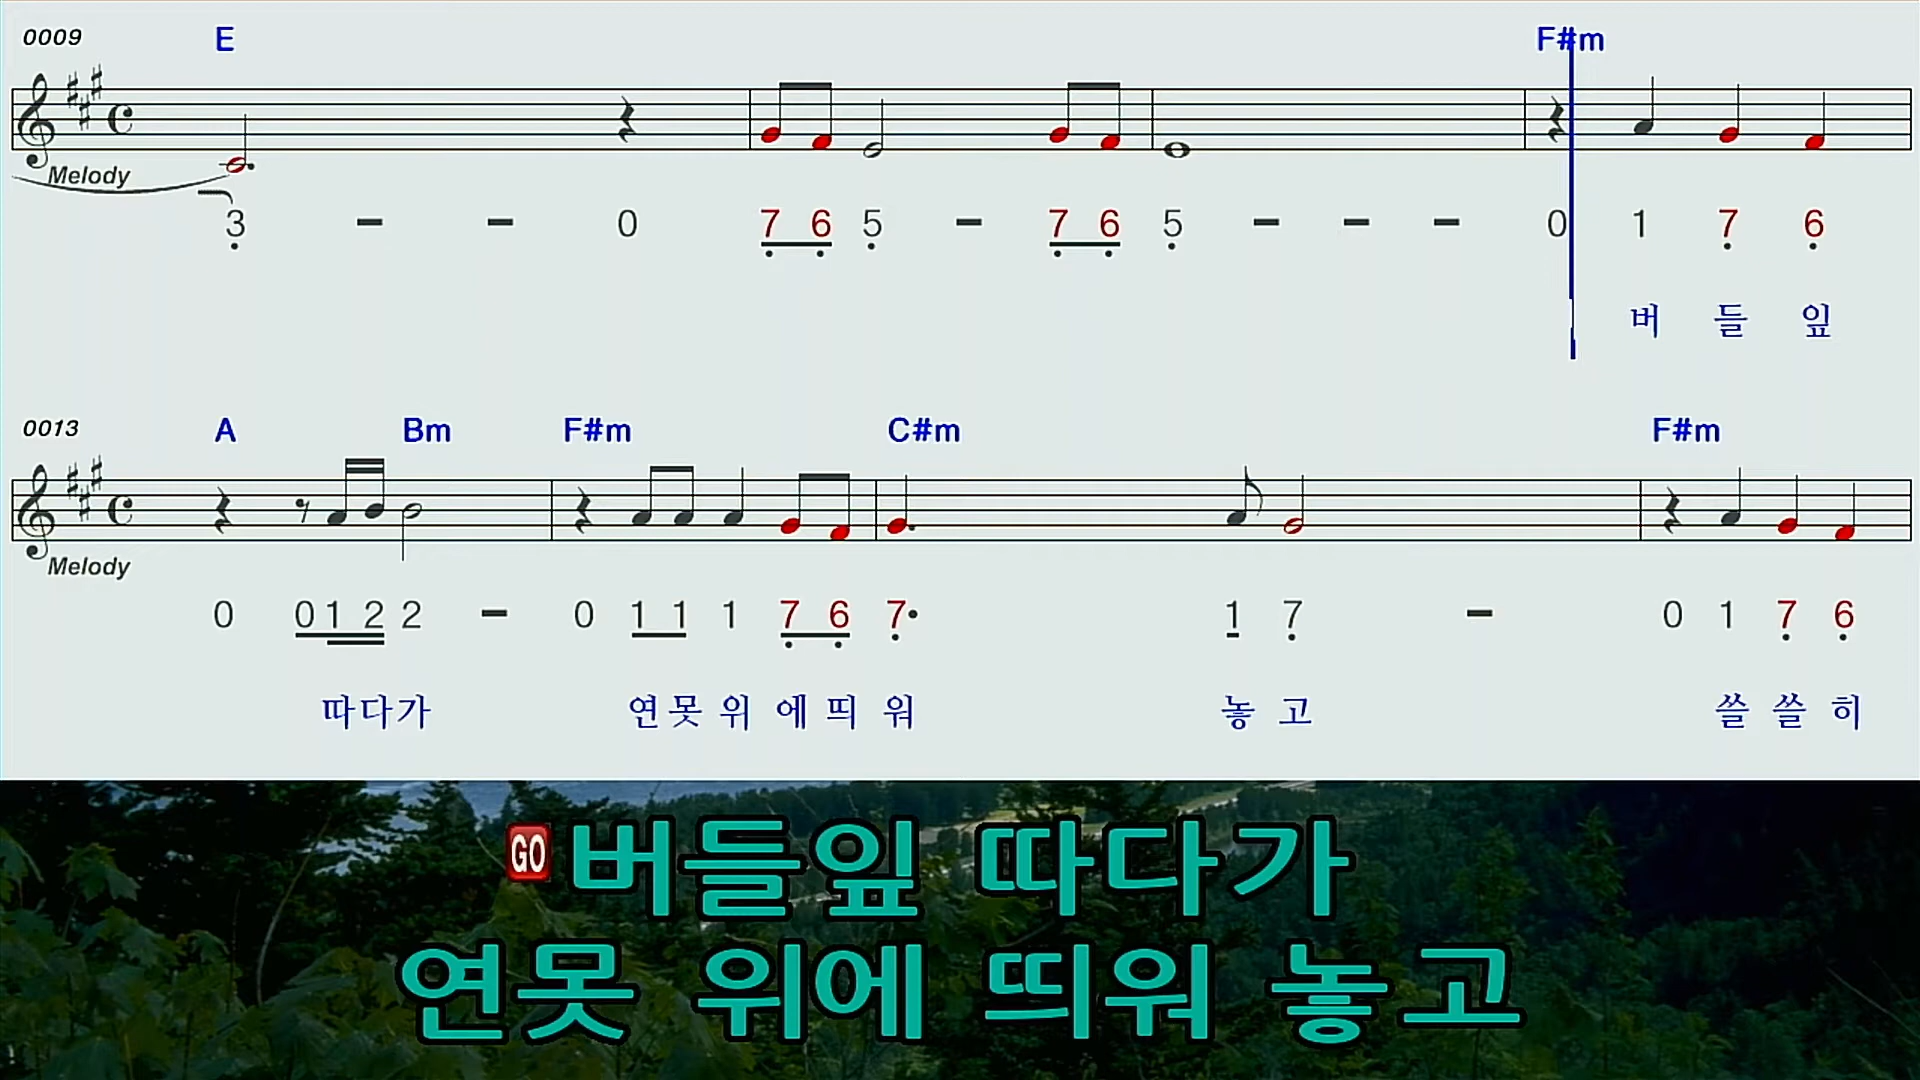 0009 E F#m
Melody
3 - - 0 7 6 5 - 7 6 5 - - - 0 1 7 6
버 들 잎
0013 A Bm F#m C#m F#m
Melody
0 0 1 2 2 - 0 1 1 1 7 6 7· 1 7 - 0 1 7 6
따 다 가 연 못 위 에 띄 워 놓 고 쓸 쓸 히
GO 버들잎 따다가
연못 위에 띄워 놓고